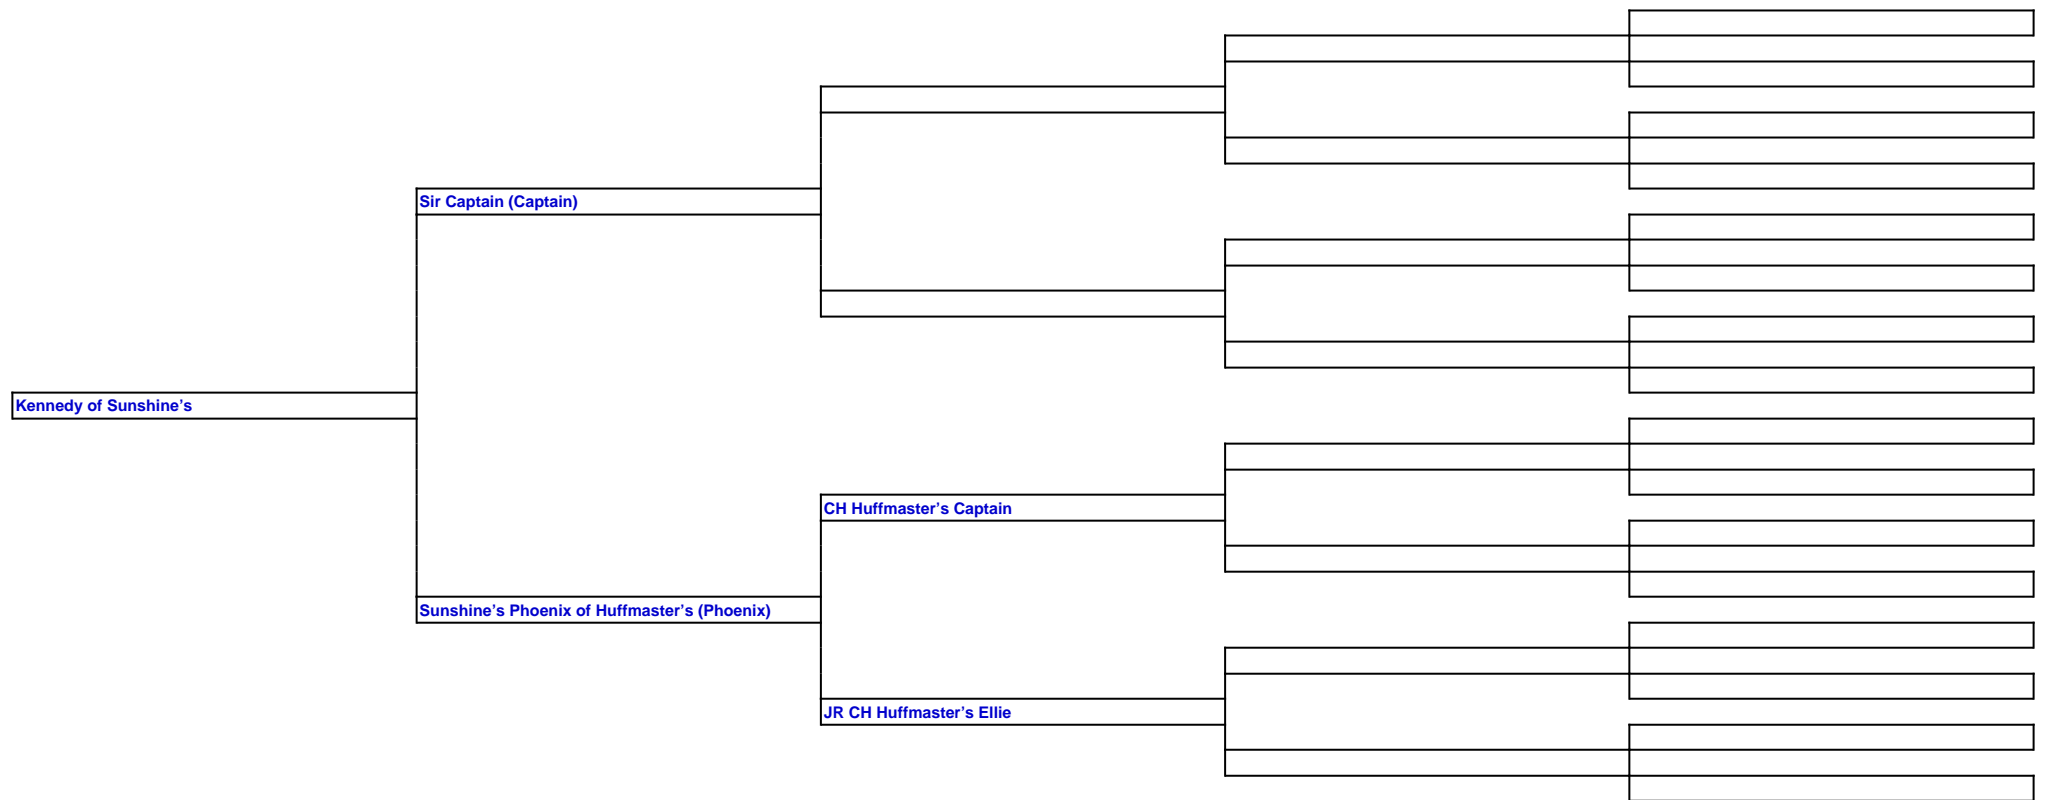 Sir Captain (Captain)
Kennedy of Sunshine’s
CH Huffmaster’s Captain
Sunshine’s Phoenix of Huffmaster’s (Phoenix)
JR CH Huffmaster’s Ellie